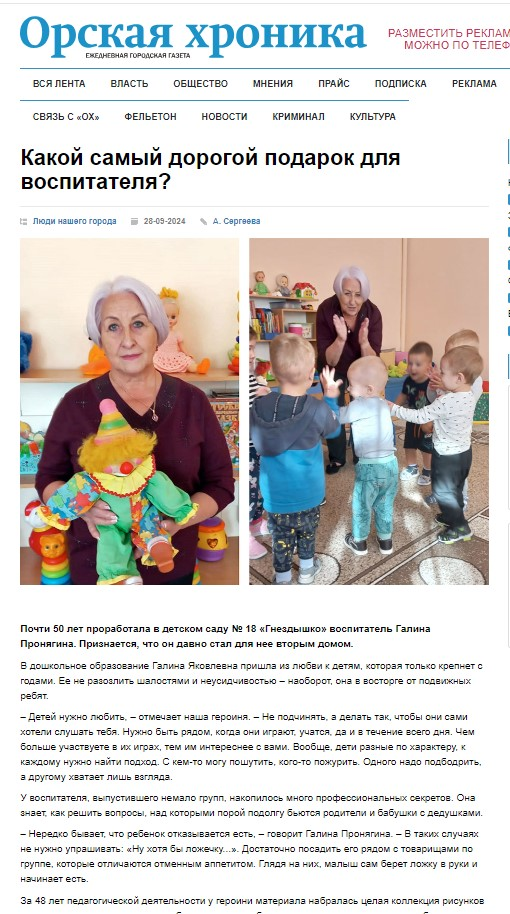 Орская хроника
ЕЖЕДНЕВНАЯ ГОРОДСКАЯ ГАЗЕТА
РАЗМЕСТИТЬ РЕКЛАМ
МОЖНО ПО ТЕЛЕФ
ВСЯ ЛЕНТА ВЛАСТЬ ОБЩЕСТВО МНЕНИЯ ПРАЙС ПОДПИСКА РЕКЛАМА
СВЯЗЬ С «ОХ» ФЕЛЬЕТОН НОВОСТИ КРИМИНАЛ КУЛЬТУРА
Какой самый дорогой подарок для
воспитателя?
Люди нашего города 28-09-2024 А. Сергеева
Почти 50 лет проработала в детском саду № 18 «Гнездышко» воспитатель Галина
Пронягина. Признается, что он давно стал для нее вторым домом.
В дошкольное образование Галина Яковлевна пришла из любви к детям, которая только крепнет с
годами. Ее не разозлить шалостями и неусидчивостью – наоборот, она в восторге от подвижных
ребят.
– Детей нужно любить, – отмечает наша героиня. – Не подчинять, а делать так, чтобы они сами
хотели слушать тебя. Нужно быть рядом, когда они играют, учатся, да и в течение всего дня. Чем
больше участвуете в их играх, тем им интереснее с вами. Вообще, дети разные по характеру, к
каждому нужно найти подход. С кем-то могу пошутить, кого-то пожурить. Одного надо подбодрить,
а другому хватает лишь взгляда.
У воспитателя, выпустившего немало групп, накопилось много профессиональных секретов. Она
знает, как решить вопросы, над которыми порой подолгу бьются родители и бабушки с дедушками.
– Нередко бывает, что ребенок отказывается есть, – говорит Галина Пронягина. – В таких случаях
не нужно упрашивать: «Ну хотя бы ложечку...». Достаточно посадить его рядом с товарищами по
группе, которые отличаются отменным аппетитом. Глядя на них, малыш сам берет ложку в руки и
начинает есть.
За 48 лет педагогической деятельности у героини материала набралась целая коллекция рисунков